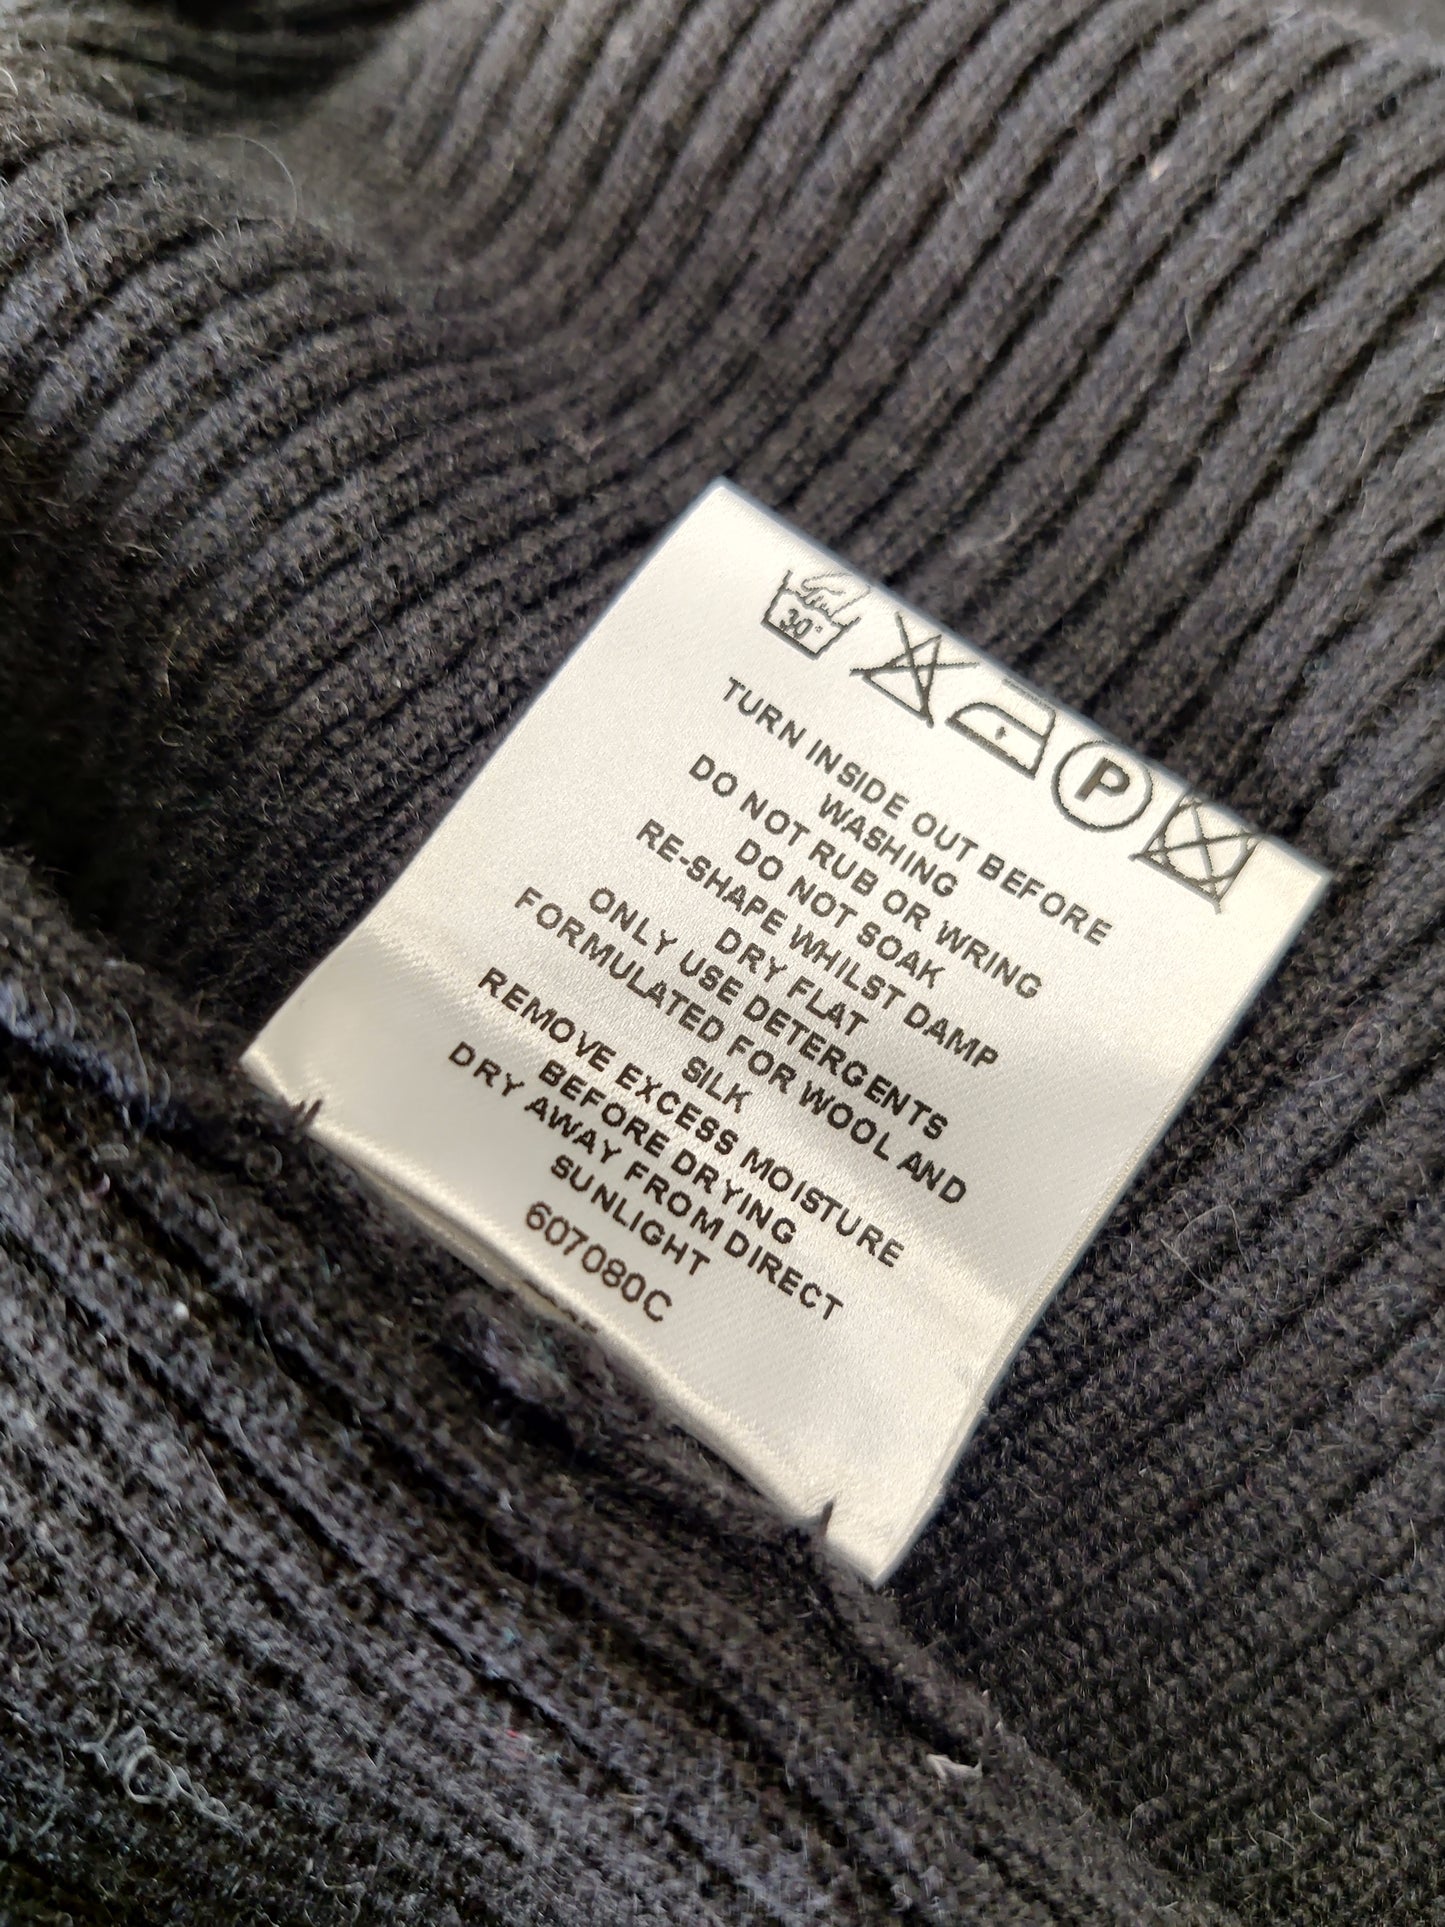 30°
P
TURN INSIDE OUT BEFORE
WASHING
DO NOT RUB OR WRING
DO NOT SOAK
RE-SHAPE WHILST DAMP
DRY FLAT
ONLY USE DETERGENTS
FORMULATED FOR WOOL AND
SILK
REMOVE EXCESS MOISTURE
BEFORE DRYING
DRY AWAY FROM DIRECT
SUNLIGHT
607080C